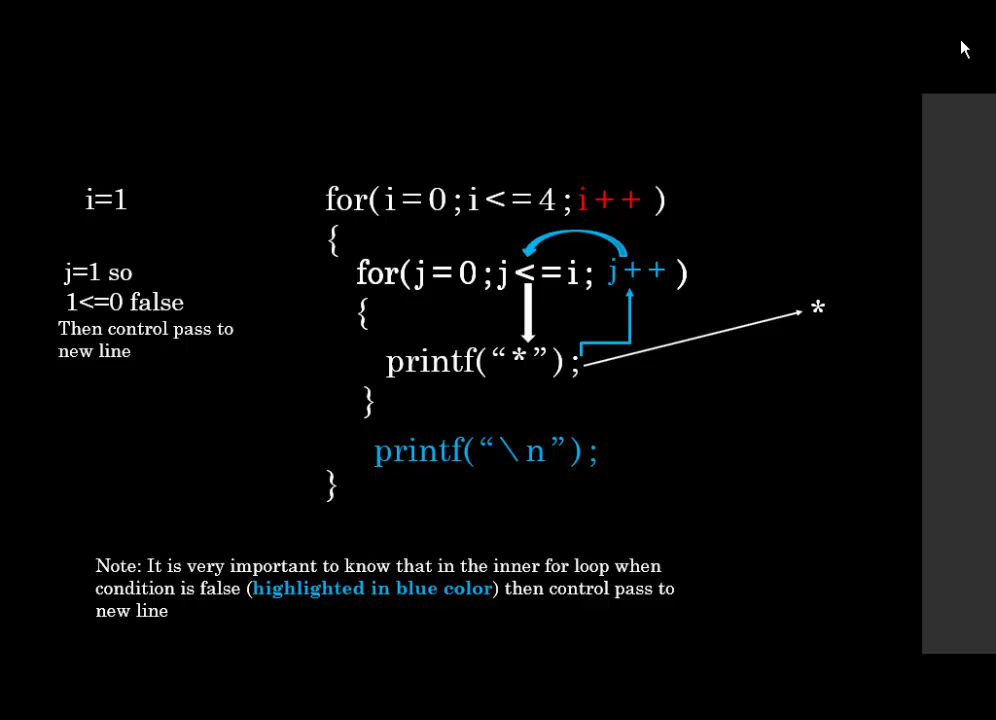 i=1
for(i=0;i<=4;i++ )
{
j=1 so
1<=0 false
Then control pass to
new line
for(j=0;j<=i; j++ )
{
*
printf(“*”);
}
printf(“\n”);
}
Note: It is very important to know that in the inner for loop when
condition is false (highlighted in blue color) then control pass to
new line